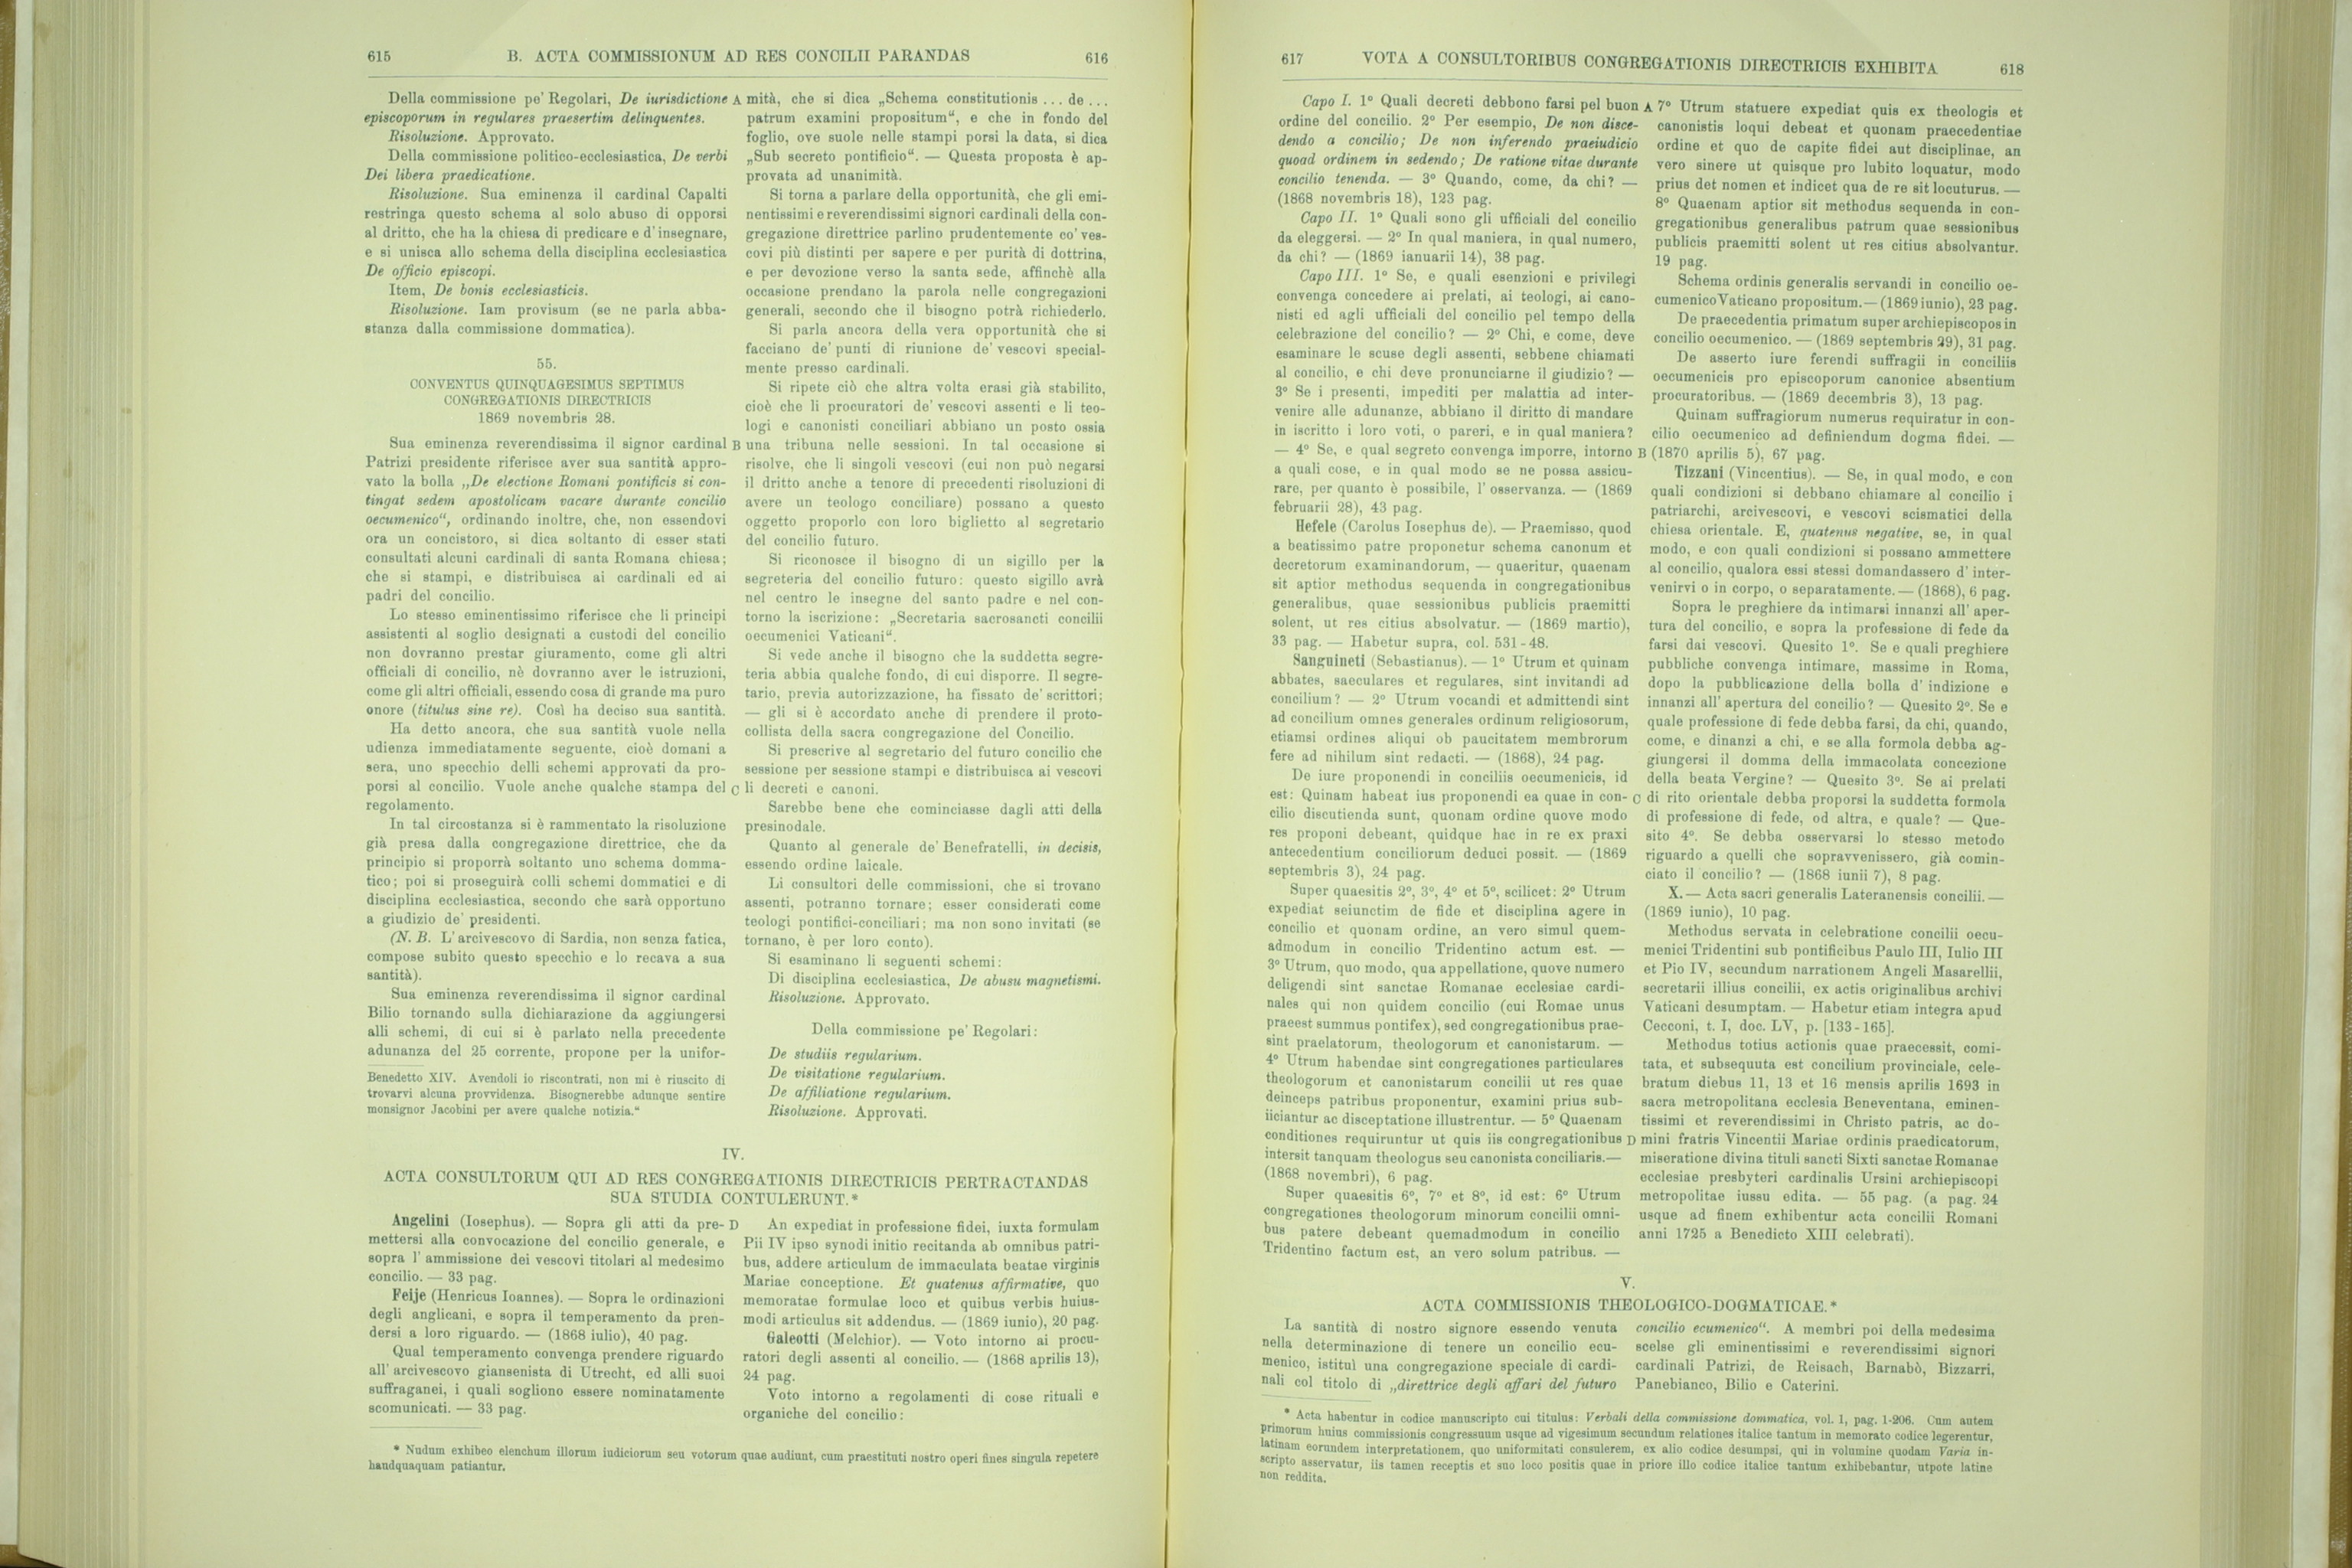 615
B. ACTA COMMISSIONUM AD RES CONCILII PARANDAS
616
Della commissione pe' Regolari, De iurisdictione
episcoporum in regulares praesertim delinquentes.
Risoluzione. Approvato.
Della commissione politico-ecclesiastica, De verbi
Dei libera praedicatione.
Risoluzione. Sua eminenza il cardinal Capalti
restringa questo schema al solo abuso di opporsi
al dritto, che ha la chiesa di predicare e d'insegnare,
e si unisca allo schema della disciplina ecclesiastica
De officio episcopi.
Item, De bonis ecclesiasticis.
Risoluzione. Iam provisum (se ne parla abba-
stanza dalla commissione dommatica).
55.
CONVENTUS QUINQUAGESIMUS SEPTIMUS
CONGREGATIONIS DIRECTRICIS
1869 novembris 28.
Sua eminenza reverendissima il signor cardinal
Patrizi presidente riferisce aver sua santità appro-
vato la bolla „De electione Romani pontificis si con-
tingat sedem apostolicam vacare durante concilio
oecumenico“, ordinando inoltre, che, non essendovi
ora un concistoro, si dica soltanto di esser stati
consultati alcuni cardinali di santa Romana chiesa;
che si stampi, e distribuisca ai cardinali ed ai
padri del concilio.
Lo stesso eminentissimo riferisce che li principi
assistenti al soglio designati a custodi del concilio
non dovranno prestar giuramento, come gli altri
officiali di concilio, nè dovranno aver le istruzioni,
come gli altri officiali, essendo cosa di grande ma puro
onore (titulus sine re). Così ha deciso sua santità.
Ha detto ancora, che sua santità vuole nella
udienza immediatamente seguente, cioè domani a
sera, uno specchio delli schemi approvati da pro-
porsi al concilio. Vuole anche qualche stampa del
regolamento.
In tal circostanza si è rammentato la risoluzione
già presa dalla congregazione direttrice, che da
principio si proporrà soltanto uno schema domma-
tico; poi si proseguirà colli schemi dommatici e di
disciplina ecclesiastica, secondo che sarà opportuno
a giudizio de' presidenti.
(N. B. L'arcivescovo di Sardia, non senza fatica,
compose subito questo specchio e lo recava a sua
santità).
Sua eminenza reverendissima il signor cardinal
Bilio tornando sulla dichiarazione da aggiungersi
alli schemi, di cui si è parlato nella precedente
adunanza del 25 corrente, propone per la unifor-
Benedetto XIV. Avendoli io riscontrati, non mi è riuscito di
trovarvi alcuna provvidenza. Bisognerebbe adunque sentire
monsignor Jacobini per avere qualche notizia.“
A mità, che si dica „Schema constitutionis ... de ...
patrum examini propositum“, e che in fondo del
foglio, ove suole nelle stampi porsi la data, si dica
„Sub secreto pontificio“. — Questa proposta è ap-
provata ad unanimità.
Si torna a parlare della opportunità, che gli emi-
nentissimi e reverendissimi signori cardinali della con-
gregazione direttrice parlino prudentemente co' ves-
covi più distinti per sapere e per purità di dottrina,
e per devozione verso la santa sede, affinchè alla
occasione prendano la parola nelle congregazioni
generali, secondo che il bisogno potrà richiederlo.
Si parla ancora della vera opportunità che si
facciano de' punti di riunione de' vescovi special-
mente presso cardinali.
Si ripete ciò che altra volta erasi già stabilito,
cioè che li procuratori de' vescovi assenti e li teo-
logi e canonisti conciliari abbiano un posto ossia
B una tribuna nelle sessioni. In tal occasione si
risolve, che li singoli vescovi (cui non può negarsi
il dritto anche a tenore di precedenti risoluzioni di
avere un teologo conciliare) possano a questo
oggetto proporlo con loro biglietto al segretario
del concilio futuro.
Si riconosce il bisogno di un sigillo per la
segreteria del concilio futuro: questo sigillo avrà
nel centro le insegne del santo padre e nel con-
torno la iscrizione: „Secretaria sacrosancti concilii
oecumenici Vaticani“.
Si vede anche il bisogno che la suddetta segre-
teria abbia qualche fondo, di cui disporre. Il segre-
tario, previa autorizzazione, ha fissato de' scrittori;
— gli si è accordato anche di prendere il proto-
collista della sacra congregazione del Concilio.
Si prescrive al segretario del futuro concilio che
sessione per sessione stampi e distribuisca ai vescovi
C li decreti e canoni.
Sarebbe bene che cominciasse dagli atti della
presinodale.
Quanto al generale de' Benefratelli, in decisis,
essendo ordine laicale.
Li consultori delle commissioni, che si trovano
assenti, potranno tornare; esser considerati come
teologi pontifici-conciliari; ma non sono invitati (se
tornano, è per loro conto).
Si esaminano li seguenti schemi:
Di disciplina ecclesiastica, De abusu magnetismi.
Risoluzione. Approvato.
Della commissione pe' Regolari:
De studiis regularium.
De visitatione regularium.
De affiliatione regularium.
Risoluzione. Approvati.
IV.
ACTA CONSULTORUM QUI AD RES CONGREGATIONIS DIRECTRICIS PERTRACTANDAS
SUA STUDIA CONTULERUNT.*
Angelini (Iosephus). — Sopra gli atti da pre-
mettersi alla convocazione del concilio generale, e
sopra l'ammissione dei vescovi titolari al medesimo
concilio. — 33 pag.
Feije (Henricus Ioannes). — Sopra le ordinazioni
degli anglicani, e sopra il temperamento da pren-
dersi a loro riguardo. — (1868 iulio), 40 pag.
Qual temperamento convenga prendere riguardo
all'arcivescovo giansenista di Utrecht, ed alli suoi
suffraganei, i quali sogliono essere nominatamente
scomunicati. — 33 pag.
D An expediat in professione fidei, iuxta formulam
Pii IV ipso synodi initio recitanda ab omnibus patri-
bus, addere articulum de immaculata beatae virginis
Mariae conceptione. Et quatenus affirmative, quo
memoratae formulae loco et quibus verbis huius-
modi articulus sit addendus. — (1869 iunio), 20 pag.
Galeotti (Melchior). — Voto intorno ai procu-
ratori degli assenti al concilio. — (1868 aprilis 13),
24 pag.
Voto intorno a regolamenti di cose rituali e
organiche del concilio:
* Nudum exhibeo elenchum illorum iudiciorum seu votorum quae audiunt, cum praestituti nostro operi fines singula repetere
haudquaquam patiantur.
617
VOTA A CONSULTORIBUS CONGREGATIONIS DIRECTRICIS EXHIBITA
618
Capo I. 1° Quali decreti debbono farsi pel buon
ordine del concilio. 2° Per esempio, De non disce-
dendo a concilio; De non inferendo praeiudicio
quoad ordinem in sedendo; De ratione vitae durante
concilio tenenda. — 3° Quando, come, da chi? —
(1868 novembris 18), 123 pag.
Capo II. 1° Quali sono gli ufficiali del concilio
da eleggersi. — 2° In qual maniera, in qual numero,
da chi? — (1869 ianuarii 14), 38 pag.
Capo III. 1° Se, e quali esenzioni e privilegi
convenga concedere ai prelati, ai teologi, ai cano-
nisti ed agli ufficiali del concilio pel tempo della
celebrazione del concilio? — 2° Chi, e come, deve
esaminare le scuse degli assenti, sebbene chiamati
al concilio, e chi deve pronunciarne il giudizio? —
3° Se i presenti, impediti per malattia ad inter-
venire alle adunanze, abbiano il diritto di mandare
in iscritto i loro voti, o pareri, e in qual maniera?
— 4° Se, e qual segreto convenga imporre, intorno
a quali cose, e in qual modo se ne possa assicu-
rare, per quanto è possibile, l'osservanza. — (1869
februarii 28), 43 pag.
Hefele (Carolus Iosephus de). — Praemisso, quod
a beatissimo patre proponetur schema canonum et
decretorum examinandorum, — quaeritur, quaenam
sit aptior methodus sequenda in congregationibus
generalibus, quae sessionibus publicis praemitti
solent, ut res citius absolvatur. — (1869 martio),
33 pag. — Habetur supra, col. 531-48.
Sanguineti (Sebastianus). — 1° Utrum et quinam
abbates, saeculares et regulares, sint invitandi ad
concilium? — 2° Utrum vocandi et admittendi sint
ad concilium omnes generales ordinum religiosorum,
etiamsi ordines aliqui ob paucitatem membrorum
fere ad nihilum sint redacti. — (1868), 24 pag.
De iure proponendi in conciliis oecumenicis, id
est: Quinam habeat ius proponendi ea quae in con-
cilio discutienda sunt, quonam ordine quove modo
res proponi debeant, quidque hac in re ex praxi
antecedentium conciliorum deduci possit. — (1869
septembris 3), 24 pag.
Super quaesitis 2°, 3°, 4° et 5°, scilicet: 2° Utrum
expediat seiunctim de fide et disciplina agere in
concilio et quonam ordine, an vero simul quem-
admodum in concilio Tridentino actum est. —
3° Utrum, quo modo, qua appellatione, quove numero
deligendi sint sanctae Romanae ecclesiae cardi-
nales qui non quidem concilio (cui Romae unus
praeest summus pontifex), sed congregationibus prae-
sint praelatorum, theologorum et canonistarum. —
4° Utrum habendae sint congregationes particulares
theologorum et canonistarum concilii ut res quae
deinceps patribus proponentur, examini prius sub-
iiciantur ac disceptatione illustrentur. — 5° Quaenam
conditiones requiruntur ut quis iis congregationibus
intersit tanquam theologus seu canonista conciliaris.—
(1868 novembri), 6 pag.
Super quaesitis 6°, 7° et 8°, id est: 6° Utrum
congregationes theologorum minorum concilii omni-
bus patere debeant quemadmodum in concilio
Tridentino factum est, an vero solum patribus. —
A 7° Utrum statuere expediat quis ex theologis et
canonistis loqui debeat et quonam praecedentiae
ordine et quo de capite fidei aut disciplinae, an
vero sinere ut quisque pro lubito loquatur, modo
prius det nomen et indicet qua de re sit locuturus. —
8° Quaenam aptior sit methodus sequenda in con-
gregationibus generalibus patrum quae sessionibus
publicis praemitti solent ut res citius absolvantur.
19 pag.
Schema ordinis generalis servandi in concilio oe-
cumenico Vaticano propositum. — (1869 iunio), 23 pag.
De praecedentia primatum super archiepiscopos in
concilio oecumenico. — (1869 septembris 29), 31 pag.
De asserto iure ferendi suffragii in conciliis
oecumenicis pro episcoporum canonice absentium
procuratoribus. — (1869 decembris 3), 13 pag.
Quinam suffragiorum numerus requiratur in con-
cilio oecumenico ad definiendum dogma fidei. —
B (1870 aprilis 5), 67 pag.
Tizzani (Vincentius). — Se, in qual modo, e con
quali condizioni si debbano chiamare al concilio i
patriarchi, arcivescovi, e vescovi scismatici della
chiesa orientale. E, quatenus negative, se, in qual
modo, e con quali condizioni si possano ammettere
al concilio, qualora essi stessi domandassero d'inter-
venirvi o in corpo, o separatamente. — (1868), 6 pag.
Sopra le preghiere da intimarsi innanzi all'aper-
tura del concilio, e sopra la professione di fede da
farsi dai vescovi. Quesito 1°. Se e quali preghiere
pubbliche convenga intimare, massime in Roma,
dopo la pubblicazione della bolla d'indizione e
innanzi all'apertura del concilio? — Quesito 2°. Se e
quale professione di fede debba farsi, da chi, quando,
come, e dinanzi a chi, e se alla formola debba ag-
giungersi il domma della immacolata concezione
della beata Vergine? — Quesito 3°. Se ai prelati
C di rito orientale debba proporsi la suddetta formola
di professione di fede, od altra, e quale? — Que-
sito 4°. Se debba osservarsi lo stesso metodo
riguardo a quelli che sopravvenissero, già comin-
ciato il concilio? — (1868 iunii 7), 8 pag.
X. — Acta sacri generalis Lateranensis concilii. —
(1869 iunio), 10 pag.
Methodus servata in celebratione concilii oecu-
menici Tridentini sub pontificibus Paulo III, Iulio III
et Pio IV, secundum narrationem Angeli Masarellii,
secretarii illius concilii, ex actis originalibus archivi
Vaticani desumptam. — Habetur etiam integra apud
Cecconi, t. I, doc. LV, p. [133-165].
Methodus totius actionis quae praecessit, comi-
tata, et subsequuta est concilium provinciale, cele-
bratum diebus 11, 13 et 16 mensis aprilis 1693 in
sacra metropolitana ecclesia Beneventana, eminen-
tissimi et reverendissimi in Christo patris, ac do-
D mini fratris Vincentii Mariae ordinis praedicatorum,
miseratione divina tituli sancti Sixti sanctae Romanae
ecclesiae presbyteri cardinalis Ursini archiepiscopi
metropolitae iussu edita. — 55 pag. (a pag. 24
usque ad finem exhibentur acta concilii Romani
anni 1725 a Benedicto XIII celebrati).
V.
ACTA COMMISSIONIS THEOLOGICO-DOGMATICAE.*
La santità di nostro signore essendo venuta
nella determinazione di tenere un concilio ecu-
menico, istituì una congregazione speciale di cardi-
nali col titolo di „direttrice degli affari del futuro
concilio ecumenico“. A membri poi della medesima
scelse gli eminentissimi e reverendissimi signori
cardinali Patrizi, de Reisach, Barnabò, Bizzarri,
Panebianco, Bilio e Caterini.
* Acta habentur in codice manuscripto cui titulus: Verbali della commissione dommatica, vol. 1, pag. 1-206. Cum autem
primorum huius commissionis congressuum usque ad vigesimum secundum relationes italice tantum in memorato codice legerentur,
latinam eorundem interpretationem, quo uniformitati consulerem, ex alio codice desumpsi, qui in volumine quodam Varia in-
scripto asservatur, iis tamen receptis et suo loco positis quae in priore illo codice italice tantum exhibebantur, utpote latine
non reddita.